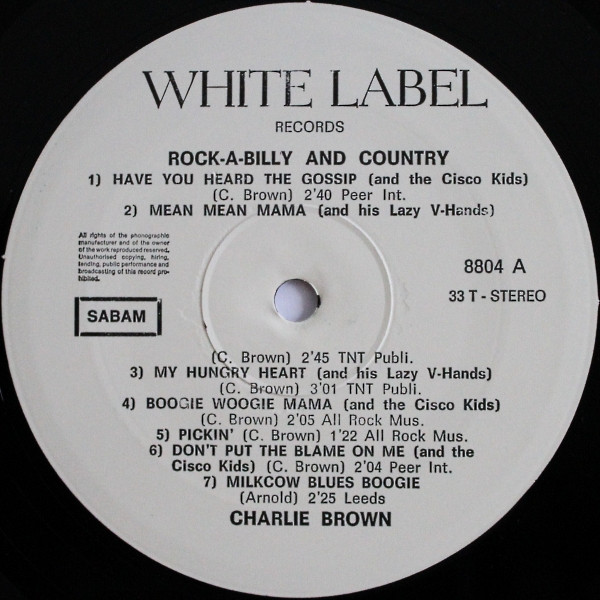 WHITE LABEL
RECORDS
ROCK-A-BILLY AND COUNTRY
1) HAVE YOU HEARD THE GOSSIP (and the Cisco Kids)
(C. Brown) 2'40 Peer Int.
2) MEAN MEAN MAMA (and his Lazy V-Hands)
All rights of the phonographic
manufacturer and of the owner
of the work reproduced reserved.
Unauthorised copying, hiring,
lending, public performance and
broadcasting of this record pro-
hibited.
8804 A
33 T - STEREO
SABAM
(C. Brown) 2'45 TNT Publi.
3) MY HUNGRY HEART (and his Lazy V-Hands)
(C. Brown) 3'01 TNT Publi.
4) BOOGIE WOOGIE MAMA (and the Cisco Kids)
(C. Brown) 2'05 All Rock Mus.
5) PICKIN' (C. Brown) 1'22 All Rock Mus.
6) DON'T PUT THE BLAME ON ME (and the
Cisco Kids) (C. Brown) 2'04 Peer Int.
7) MILKCOW BLUES BOOGIE
(Arnold) 2'25 Leeds
CHARLIE BROWN